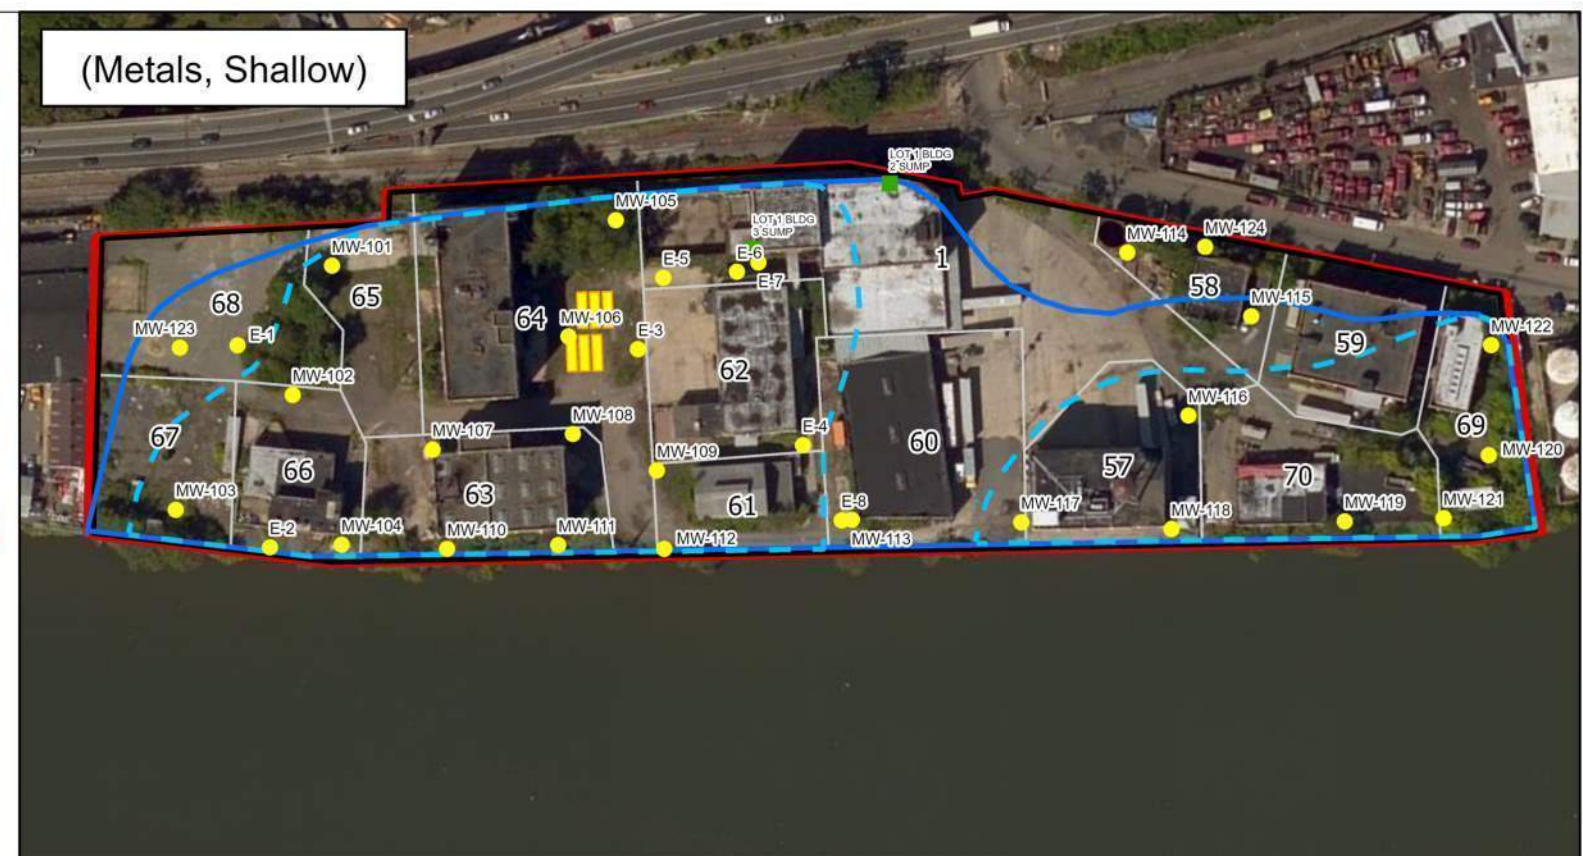 (Metals, Shallow)
LOT 1 BLDG
2 SUMP
MW-105
LOT 1 BLDG
3 SUMP
MW-114
MW-124
MW-101
E-5
E-6
E-7
1
58
65
68
MW-115
64
MW-106
MW-123
E-1
E-3
59
MW-122
62
MW-102
MW-108
MW-116
67
MW-107
E-4
60
69
MW-109
MW-120
66
63
57
70
MW-103
61
MW-117
MW-119
MW-121
E-8
MW-118
E-2
MW-104
MW-110
MW-111
MW-112
MW-113